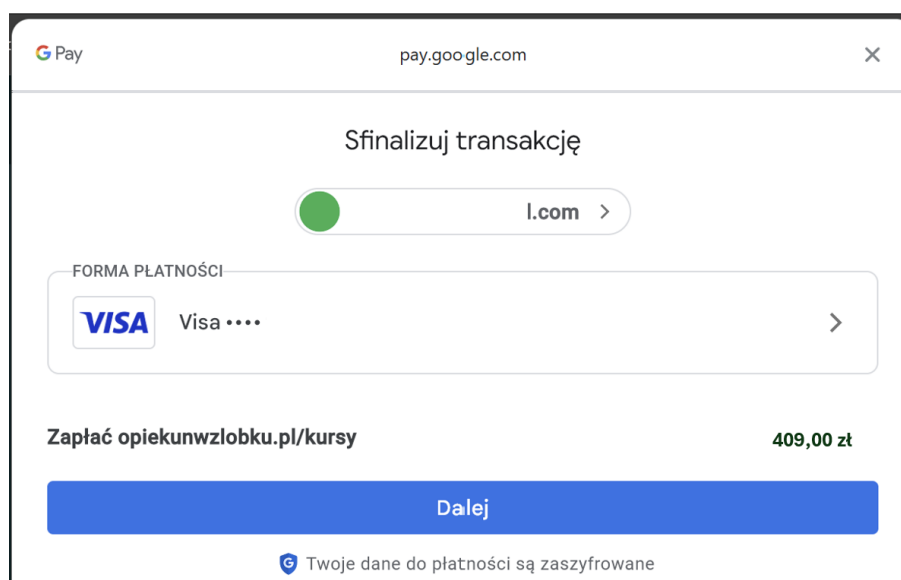 G Pay
pay.google.com
Sfinalizuj transakcję
l.com
FORMA PŁATNOŚCI
VISA
Visa ••••
Zapłać opiekunwzlobku.pl/kursy
409,00 zł
Dalej
G Twoje dane do płatności są zaszyfrowane